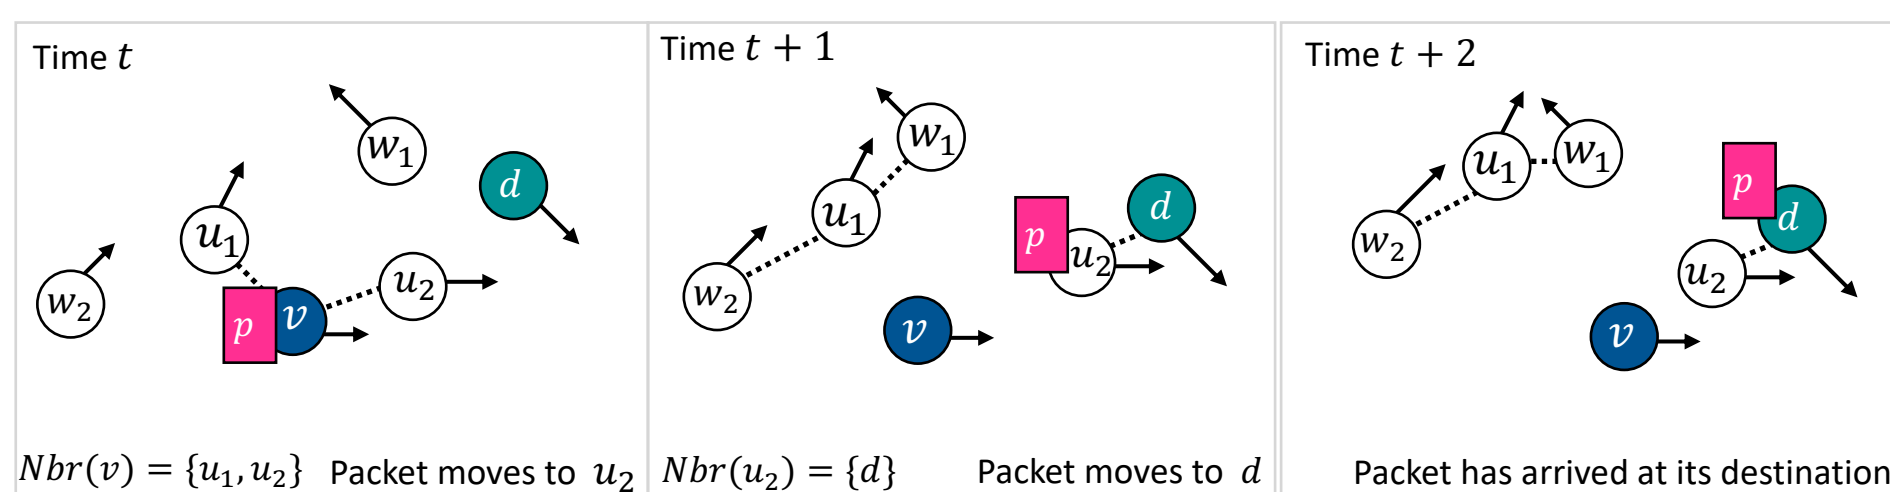 Time t
w₁
d
u₁
u₂
w₂
p
v
Nbr(v) = {u₁, u₂} Packet moves to u₂
Time t + 1
w₁
d
u₁
p
u₂
w₂
v
Nbr(u₂) = {d} Packet moves to d
Time t + 2
u₁
w₁
p
d
w₂
u₂
v
Packet has arrived at its destination